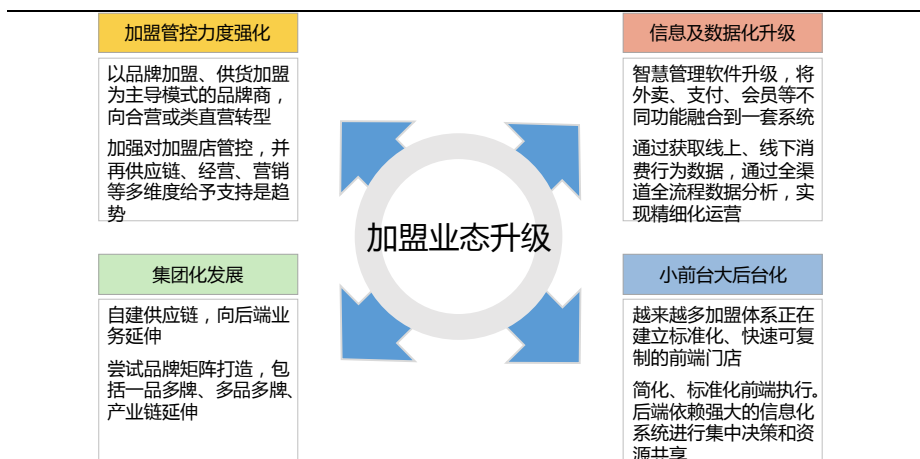 加盟管控力度强化
以品牌加盟、供货加盟
为主导模式的品牌商，
向合营或类直营转型
加强对加盟店管控，并
再供应链、经营、营销
等多维度给予支持是趋
势
信息及数据化升级
智慧管理软件升级，将
外卖、支付、会员等不
同功能融合到一套系统
通过获取线上、线下消
费行为数据，通过全渠
道全流程数据分析，实
现精细化运营
加盟业态升级
集团化发展
自建供应链，向后端业
务延伸
尝试品牌矩阵打造，包
括一品多牌、多品多牌、
产业链延伸
小前台大后台化
越来越多加盟体系正在
建立标准化、快速可复
制的前端门店
简化、标准化前端执行。
后端依赖强大的信息化
系统进行集中决策和资
源共享